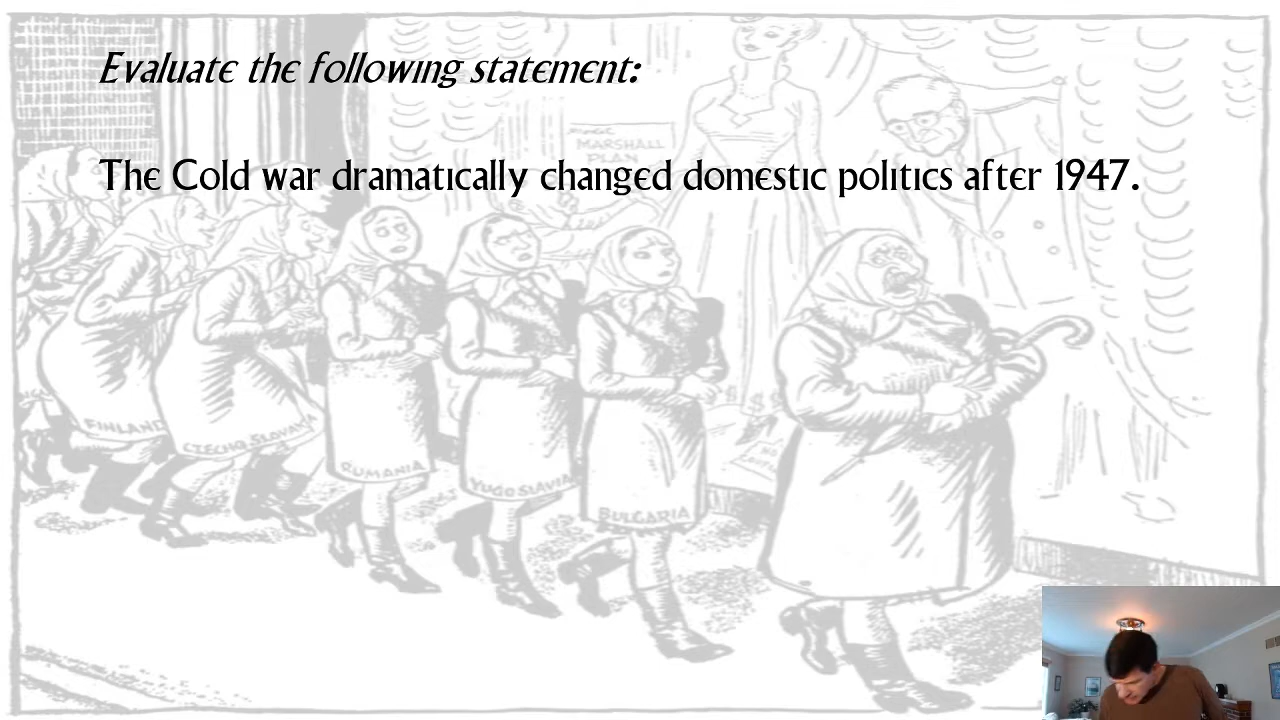 Evaluate the following statement:
MARSHALL
PLAN
The Cold war dramatically changed domestic politics after 1947.
FINLAND
RUMANIA
YUGOSLAVIA
BULGARIA